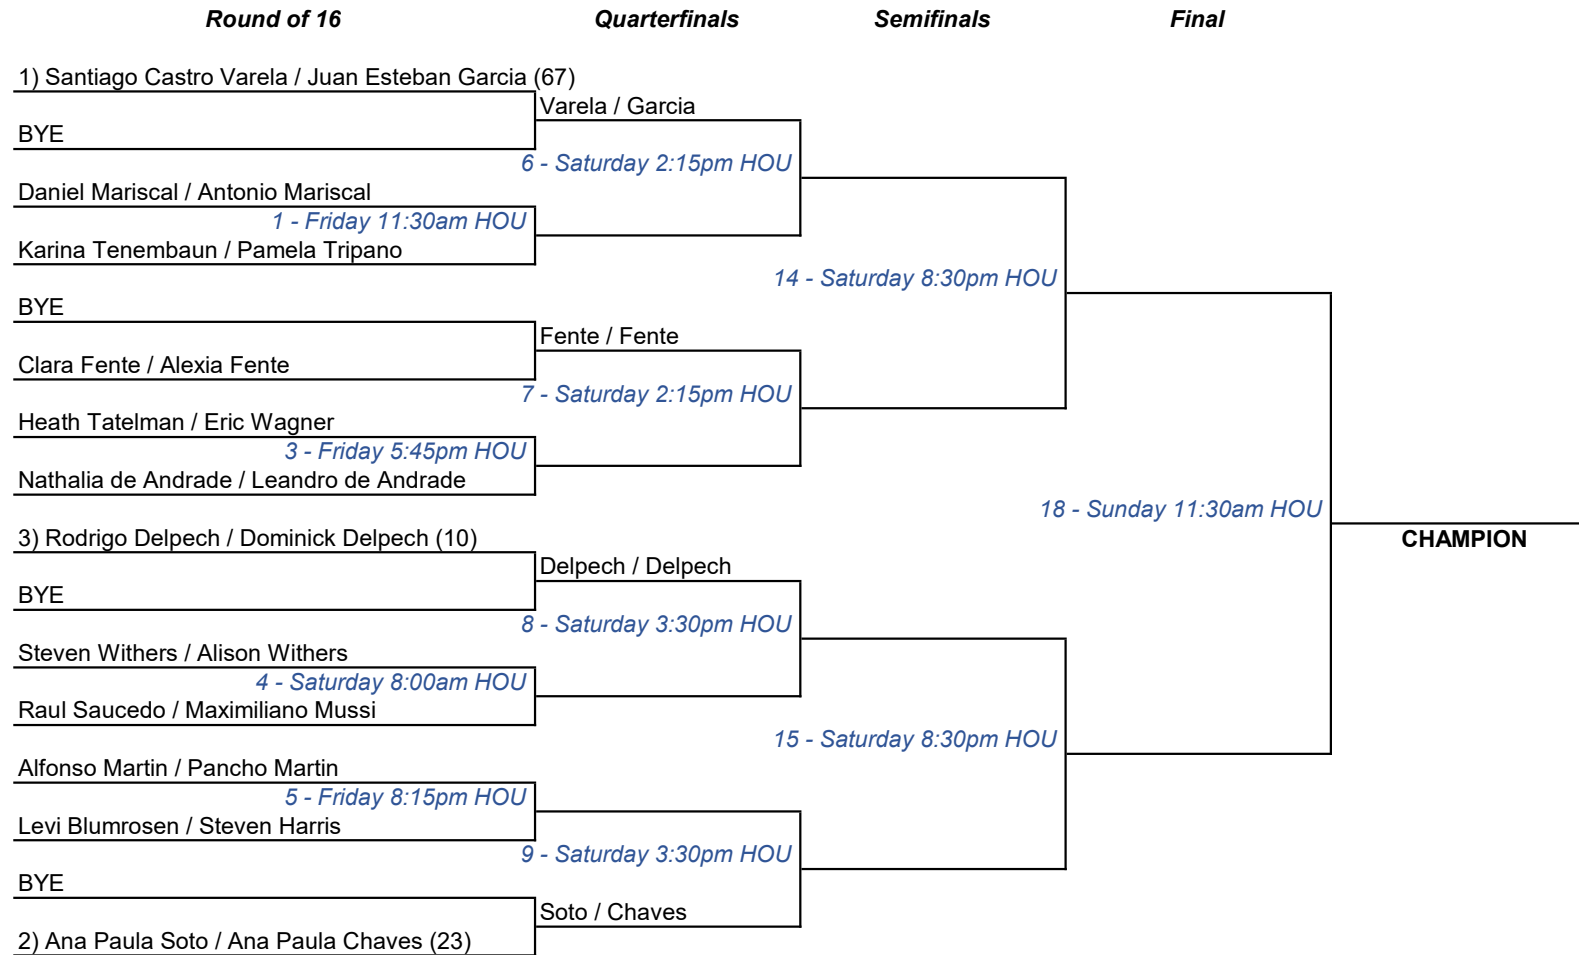 Round of 16 Quarterfinals Semifinals Final
1) Santiago Castro Varela / Juan Esteban Garcia (67)
Varela / Garcia
BYE
6 - Saturday 2:15pm HOU
Daniel Mariscal / Antonio Mariscal
1 - Friday 11:30am HOU
Karina Tenembaun / Pamela Tripano
14 - Saturday 8:30pm HOU
BYE
Fente / Fente
Clara Fente / Alexia Fente
7 - Saturday 2:15pm HOU
Heath Tatelman / Eric Wagner
3 - Friday 5:45pm HOU
Nathalia de Andrade / Leandro de Andrade
18 - Sunday 11:30am HOU
3) Rodrigo Delpech / Dominick Delpech (10)
CHAMPION
Delpech / Delpech
BYE
8 - Saturday 3:30pm HOU
Steven Withers / Alison Withers
4 - Saturday 8:00am HOU
Raul Saucedo / Maximiliano Mussi
15 - Saturday 8:30pm HOU
Alfonso Martin / Pancho Martin
5 - Friday 8:15pm HOU
Levi Blumrosen / Steven Harris
9 - Saturday 3:30pm HOU
BYE
Soto / Chaves
2) Ana Paula Soto / Ana Paula Chaves (23)